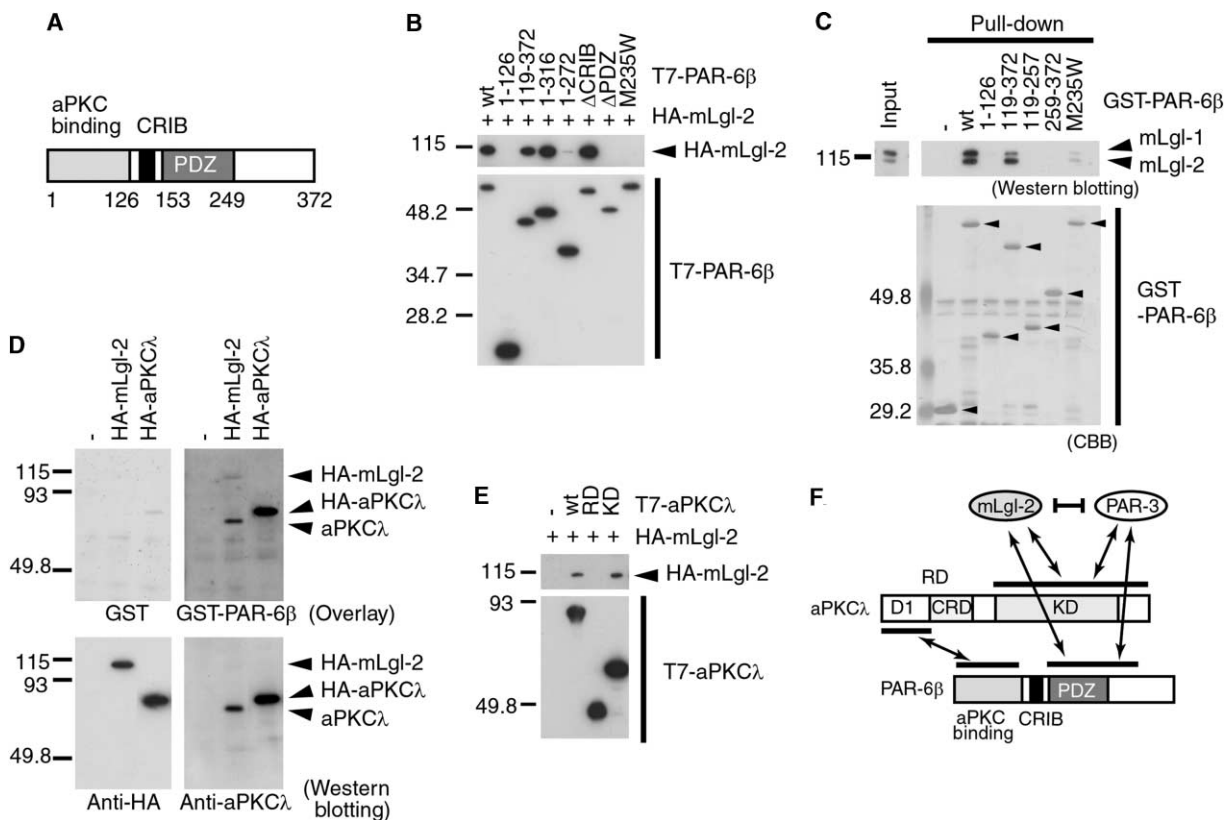 A
aPKC
binding CRIB
PDZ
1 126 153 249 372
B
wt
1-126
119-372
1-316
1-272
ΔCRIB
ΔPDZ
M235W
T7-PAR-6β
+ + + + + + + + HA-mLgl-2
115
HA-mLgl-2
48.2
34.7
28.2
T7-PAR-6β
C
Pull-down
Input
-
wt
1-126
119-372
119-257
259-372
M235W
GST-PAR-6β
115
mLgl-1
mLgl-2
(Western blotting)
49.8
35.8
29.2
GST
-PAR-6β
(CBB)
D
-
HA-mLgl-2
HA-aPKCλ
-
HA-mLgl-2
HA-aPKCλ
115
93
49.8
HA-mLgl-2
HA-aPKCλ
aPKCλ
GST GST-PAR-6β (Overlay)
115
93
49.8
HA-mLgl-2
HA-aPKCλ
aPKCλ
Anti-HA Anti-aPKCλ (Western
blotting)
E
-
wt
RD
KD
T7-aPKCλ
+ + + + HA-mLgl-2
115
HA-mLgl-2
93
49.8
T7-aPKCλ
F
mLgl-2 PAR-3
RD
aPKCλ D1 CRD KD
PAR-6β PDZ
aPKC CRIB
binding